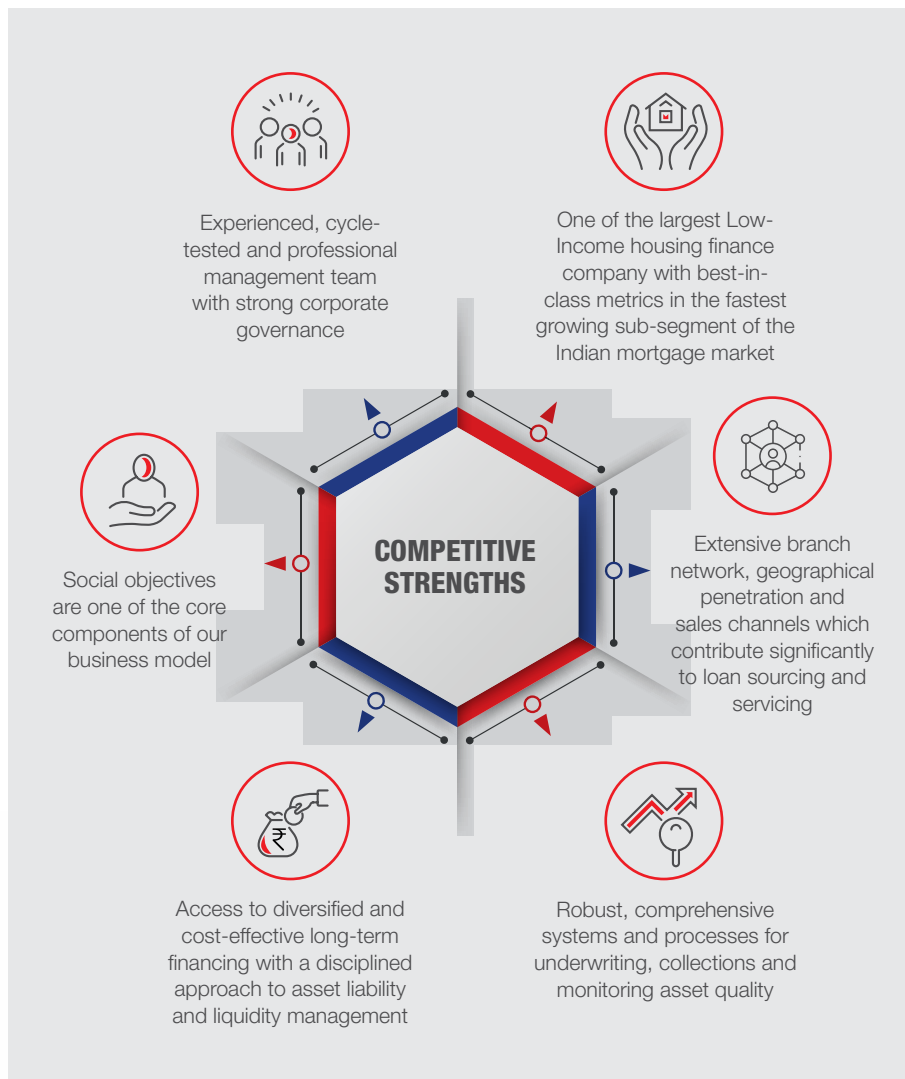 Experienced, cycle-
tested and professional
management team
with strong corporate
governance
One of the largest Low-
Income housing finance
company with best-in-
class metrics in the fastest
growing sub-segment of the
Indian mortgage market
COMPETITIVE
STRENGTHS
Social objectives
are one of the core
components of our
business model
Extensive branch
network, geographical
penetration and
sales channels which
contribute significantly
to loan sourcing and
servicing
₹
Access to diversified and
cost-effective long-term
financing with a disciplined
approach to asset liability
and liquidity management
Robust, comprehensive
systems and processes for
underwriting, collections and
monitoring asset quality